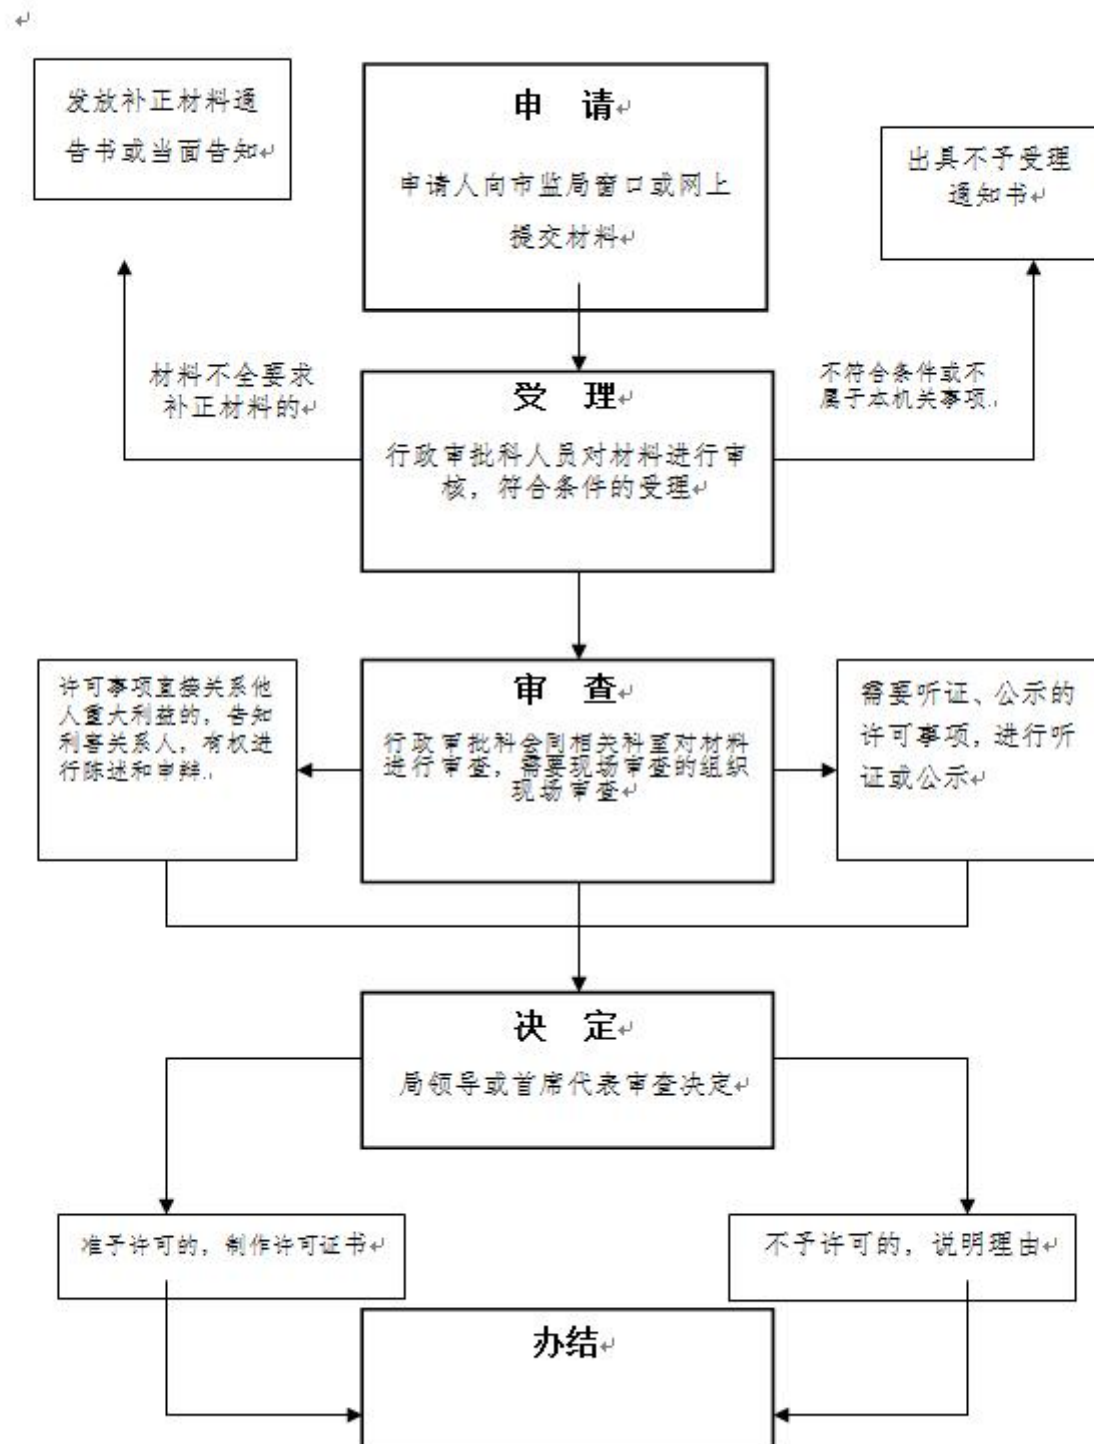 发放补正材料通
告书或当面告知
申 请
申请人向市监局窗口或网上
提交材料
出具不予受理
通知书
材料不全要求
补正材料的
不符合条件或不
属于本机关事项
受 理
行政审批科人员对材料进行审
核，符合条件的受理
许可事项直接关系他
人重大利益的，告知
利害关系人，有权进
行陈述和申辩
审 查
行政审批科会同相关科室对材料
进行审查，需要现场审查的组织
现场审查
需要听证、公示的
许可事项，进行听
证或公示
决 定
局领导或首席代表审查决定
准予许可的，制作许可证书
不予许可的，说明理由
办结